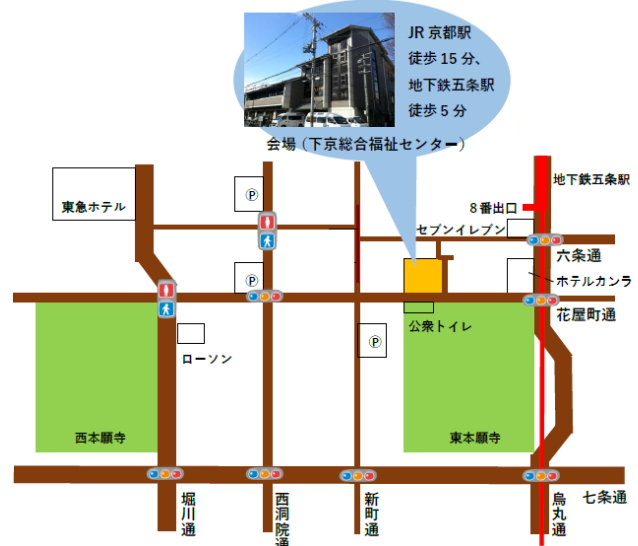 JR 京都駅
徒歩 15 分、
地下鉄五条駅
徒歩 5 分
会場（下京総合福祉センター）
地下鉄五条駅
東急ホテル
Ⓟ
8番出口
セブンイレブン
六条通
Ⓟ
ホテルカンラ
花屋町通
公衆トイレ
ローソン
Ⓟ
西本願寺
東本願寺
七条通
堀川通
西洞院通
新町通
烏丸通